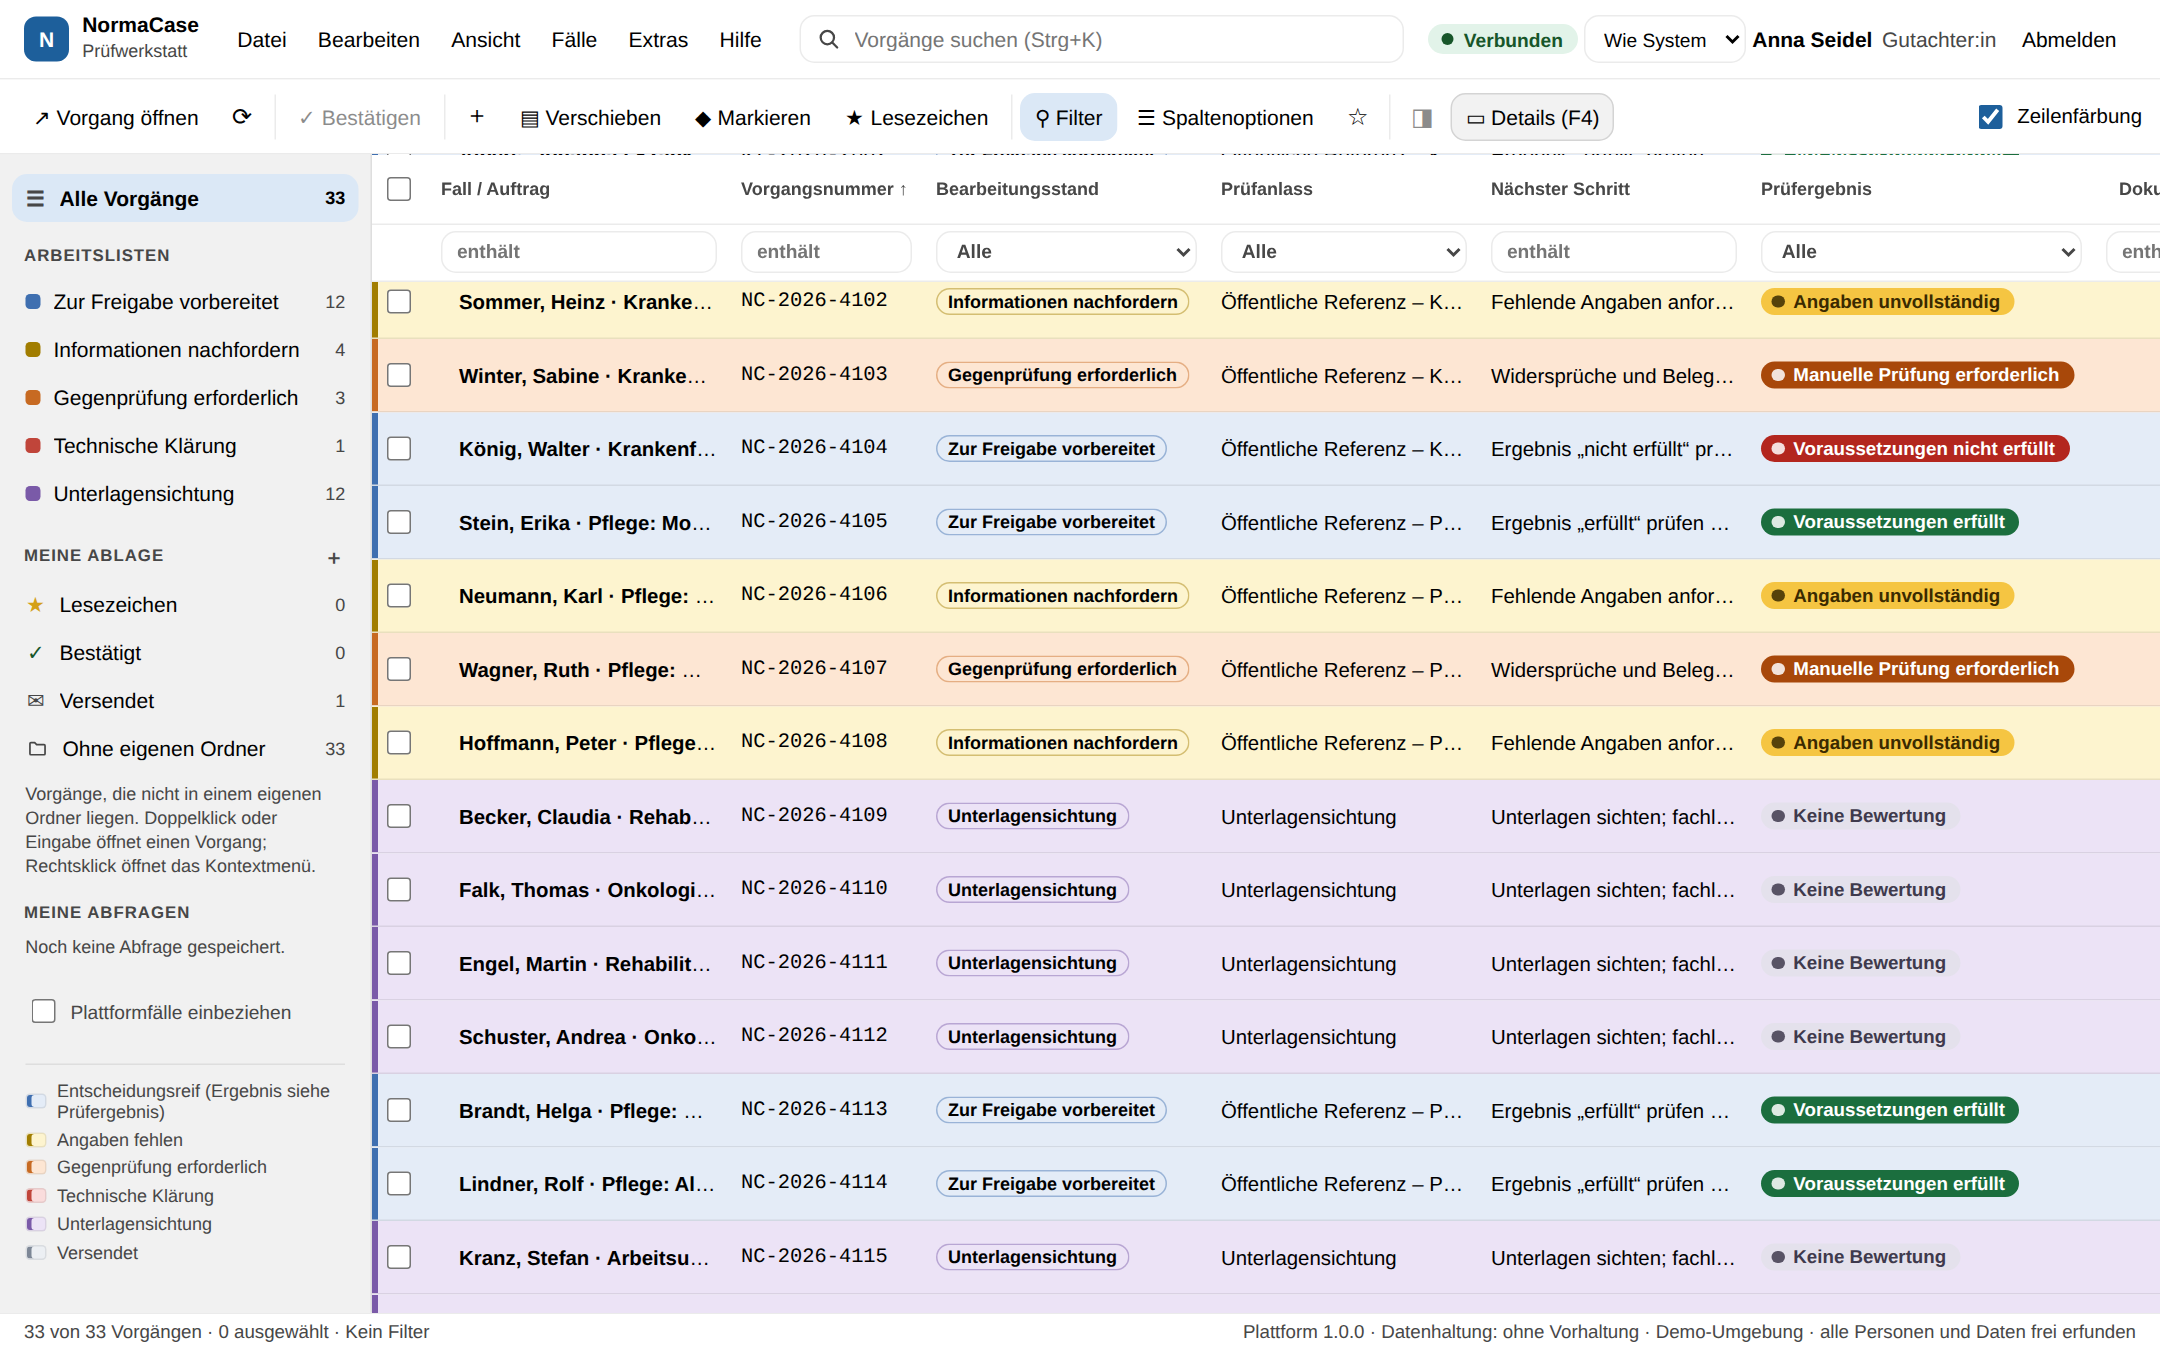 N NormaCase
Prüfwerkstatt
Datei Bearbeiten Ansicht Fälle Extras Hilfe
Vorgänge suchen (Strg+K)
Verbunden Wie System Anna Seidel Gutachter:in Abmelden
↗ Vorgang öffnen ⟳ ✓ Bestätigen + ▤ Verschieben ◆ Markieren ★ Lesezeichen ⚲ Filter ☰ Spaltenoptionen ☆ ◨ ▭ Details (F4) Zeilenfärbung
☰ Alle Vorgänge 33
ARBEITSLISTEN
Zur Freigabe vorbereitet 12
Informationen nachfordern 4
Gegenprüfung erforderlich 3
Technische Klärung 1
Unterlagensichtung 12
MEINE ABLAGE +
★ Lesezeichen 0
✓ Bestätigt 0
✉ Versendet 1
Ohne eigenen Ordner 33
Vorgänge, die nicht in einem eigenen
Ordner liegen. Doppelklick oder
Eingabe öffnet einen Vorgang;
Rechtsklick öffnet das Kontextmenü.
MEINE ABFRAGEN
Noch keine Abfrage gespeichert.
Plattformfälle einbeziehen
Entscheidungsreif (Ergebnis siehe
Prüfergebnis)
Angaben fehlen
Gegenprüfung erforderlich
Technische Klärung
Unterlagensichtung
Versendet
Fall / Auftrag Vorgangsnummer ↑ Bearbeitungsstand Prüfanlass Nächster Schritt Prüfergebnis Doku
enthält enthält Alle Alle enthält Alle enth
Sommer, Heinz · Kranke… NC-2026-4102 Informationen nachfordern Öffentliche Referenz – K… Fehlende Angaben anfor… Angaben unvollständig
Winter, Sabine · Kranke… NC-2026-4103 Gegenprüfung erforderlich Öffentliche Referenz – K… Widersprüche und Beleg… Manuelle Prüfung erforderlich
König, Walter · Krankenf… NC-2026-4104 Zur Freigabe vorbereitet Öffentliche Referenz – K… Ergebnis „nicht erfüllt“ pr… Voraussetzungen nicht erfüllt
Stein, Erika · Pflege: Mo… NC-2026-4105 Zur Freigabe vorbereitet Öffentliche Referenz – P… Ergebnis „erfüllt“ prüfen … Voraussetzungen erfüllt
Neumann, Karl · Pflege: … NC-2026-4106 Informationen nachfordern Öffentliche Referenz – P… Fehlende Angaben anfor… Angaben unvollständig
Wagner, Ruth · Pflege: … NC-2026-4107 Gegenprüfung erforderlich Öffentliche Referenz – P… Widersprüche und Beleg… Manuelle Prüfung erforderlich
Hoffmann, Peter · Pflege… NC-2026-4108 Informationen nachfordern Öffentliche Referenz – P… Fehlende Angaben anfor… Angaben unvollständig
Becker, Claudia · Rehab… NC-2026-4109 Unterlagensichtung Unterlagensichtung Unterlagen sichten; fachl… Keine Bewertung
Falk, Thomas · Onkologi… NC-2026-4110 Unterlagensichtung Unterlagensichtung Unterlagen sichten; fachl… Keine Bewertung
Engel, Martin · Rehabilit… NC-2026-4111 Unterlagensichtung Unterlagensichtung Unterlagen sichten; fachl… Keine Bewertung
Schuster, Andrea · Onko… NC-2026-4112 Unterlagensichtung Unterlagensichtung Unterlagen sichten; fachl… Keine Bewertung
Brandt, Helga · Pflege: … NC-2026-4113 Zur Freigabe vorbereitet Öffentliche Referenz – P… Ergebnis „erfüllt“ prüfen … Voraussetzungen erfüllt
Lindner, Rolf · Pflege: Al… NC-2026-4114 Zur Freigabe vorbereitet Öffentliche Referenz – P… Ergebnis „erfüllt“ prüfen … Voraussetzungen erfüllt
Kranz, Stefan · Arbeitsu… NC-2026-4115 Unterlagensichtung Unterlagensichtung Unterlagen sichten; fachl… Keine Bewertung
33 von 33 Vorgängen · 0 ausgewählt · Kein Filter
Plattform 1.0.0 · Datenhaltung: ohne Vorhaltung · Demo-Umgebung · alle Personen und Daten frei erfunden